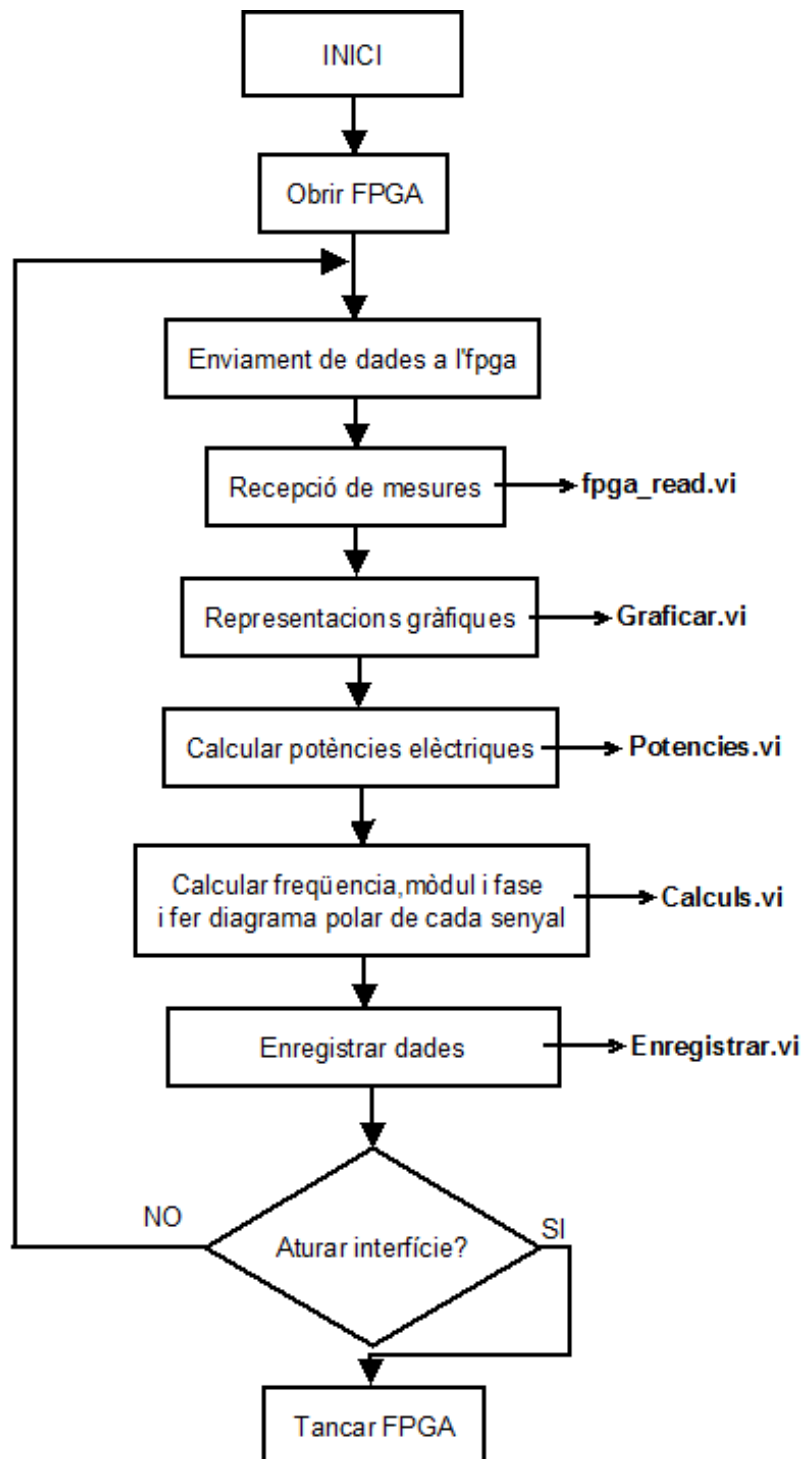 INICI
Obrir FPGA
Enviament de dades a l'fpga
Recepció de mesures
fpga_read.vi
Representacions gràfiques
Graficar.vi
Calcular potències elèctriques
Potencies.vi
Calcular freqüencia,mòdul i fase
i fer diagrama polar de cada senyal
Calculs.vi
Enregistrar dades
Enregistrar.vi
NO
Aturar interfície?
SI
Tancar FPGA